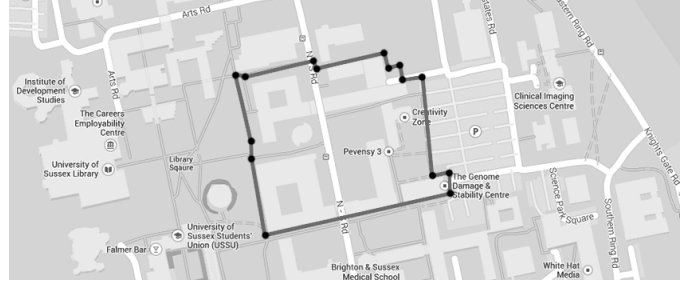 Arts Rd
N - S Rd
Eastern Ring Rd
Institute of
Development
Studies
Arts Rd
Clinical Imaging
Sciences Centre
The Careers
Employability
Centre
Creativity
Zone
P
Knights Gate Rd
Pevensy 3
Library
Sqaure
University of
Sussex Library
The Genome
Damage &
Stability Centre
Science Park
Square
Southern Ring Rd
N - S Rd
University of
Sussex Students'
Union (USSU)
Falmer Bar
Brighton & Sussex
Medical School
White Hat
Media